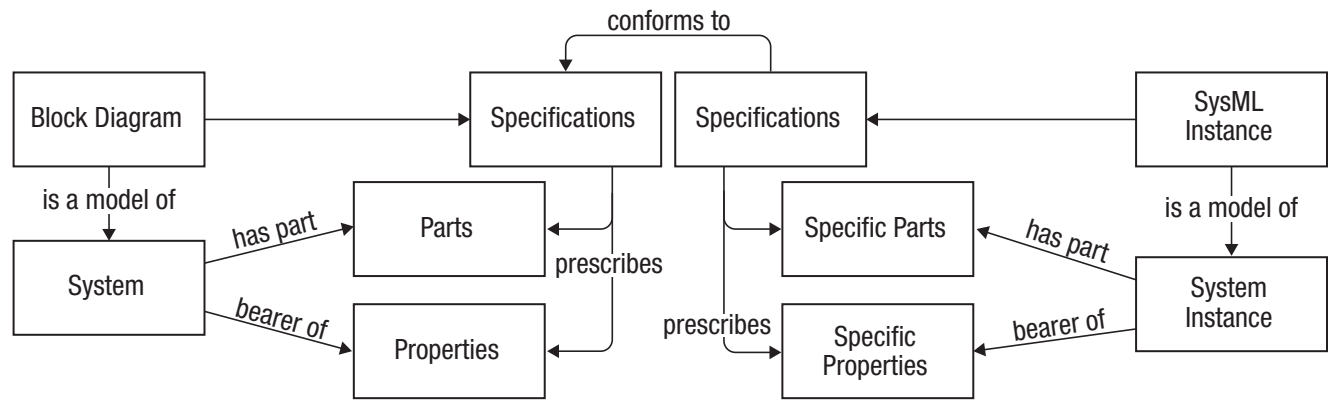 conforms to
Block Diagram
Specifications
Specifications
SysML
Instance
is a model of
has part
Parts
prescribes
Specific Parts
has part
is a model of
System
bearer of
Properties
prescribes
Specific
Properties
bearer of
System
Instance